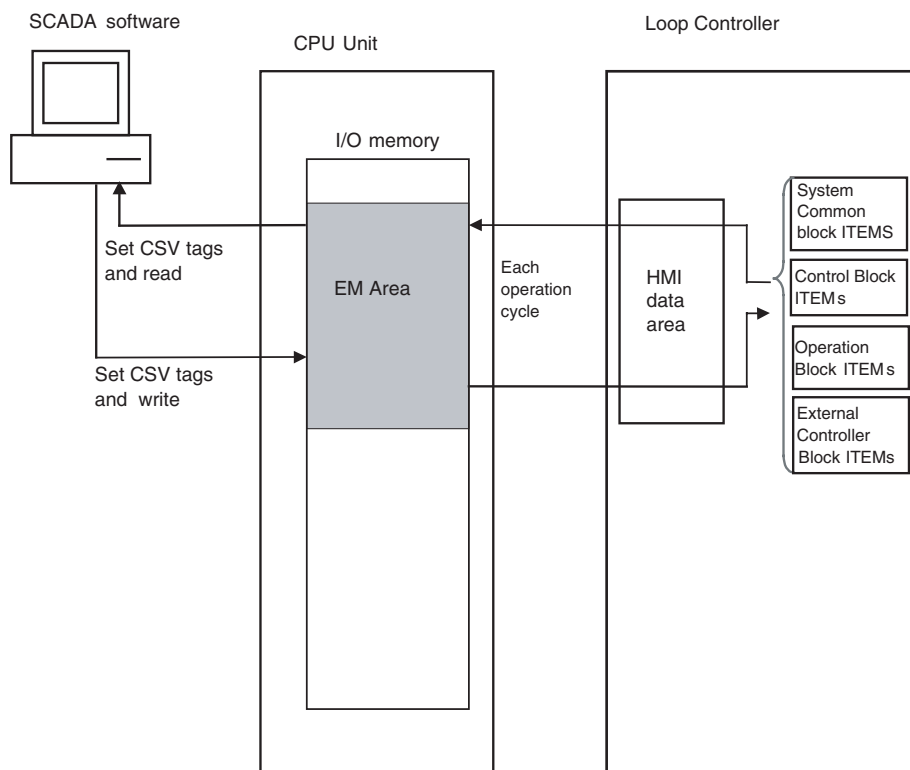 SCADA software
CPU Unit
Loop Controller
I/O memory
Set CSV tags
and read
EM Area
Set CSV tags
and write
Each
operation
cycle
HMI
data
area
System
Common
block ITEMS
Control Block
ITEMs
Operation
Block ITEMs
External
Controller
Block ITEMs